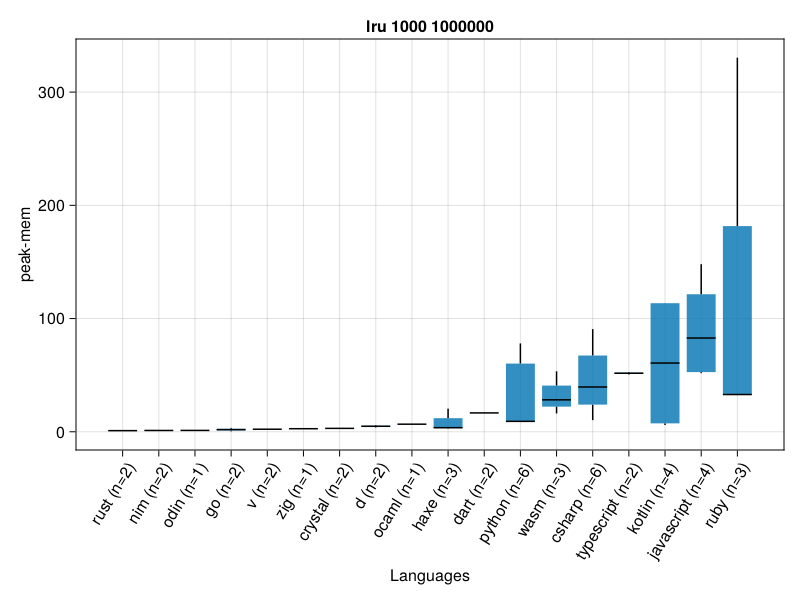 lru 1000 1000000
peak-mem
300
200
100
0
rust (n=2)
nim (n=2)
odin (n=1)
go (n=2)
v (n=2)
zig (n=1)
crystal (n=2)
d (n=2)
ocaml (n=1)
haxe (n=3)
dart (n=2)
python (n=6)
wasm (n=3)
csharp (n=6)
typescript (n=2)
kotlin (n=4)
javascript (n=4)
ruby (n=3)
Languages